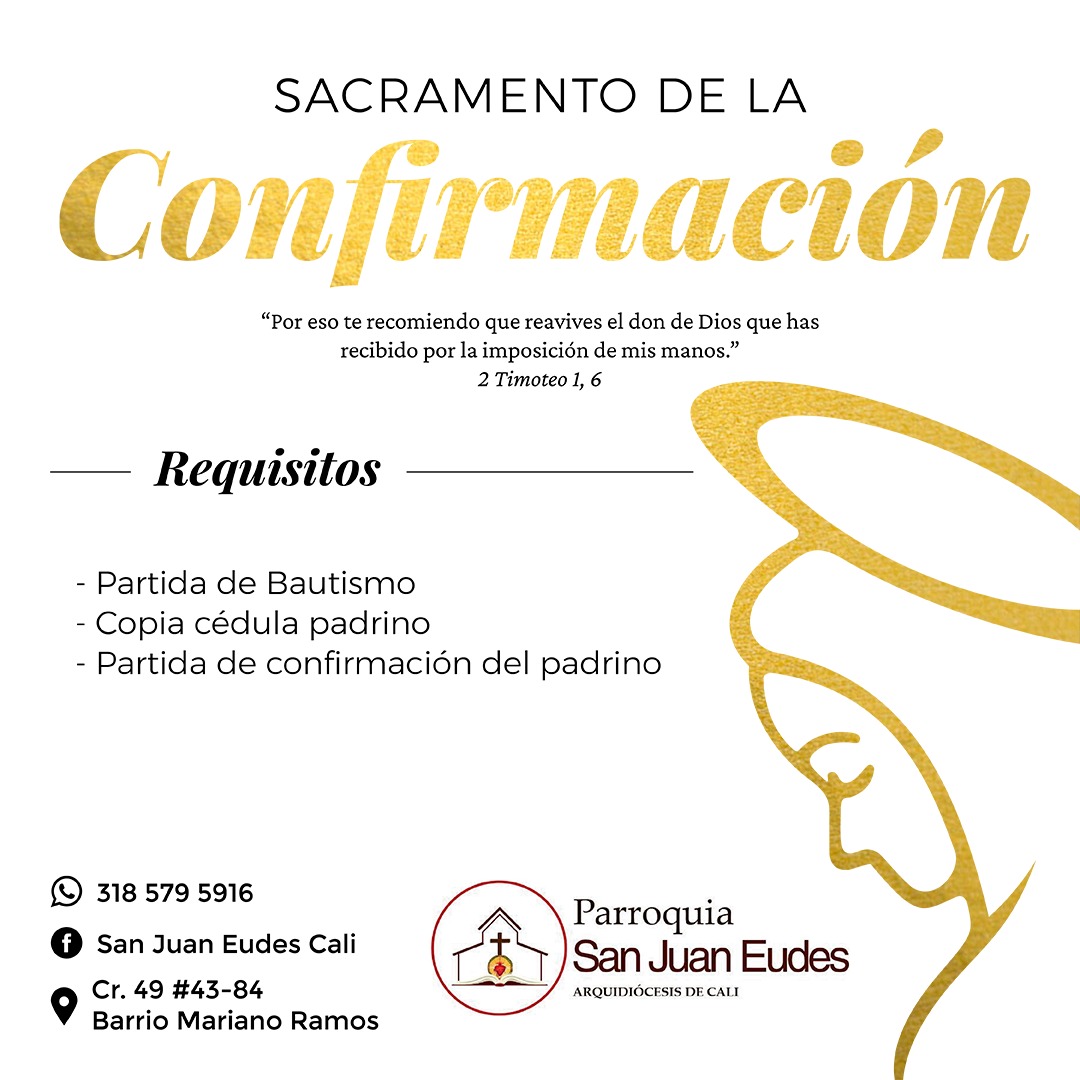 SACRAMENTO DE LA
Confirmación
“Por eso te recomiendo que reavives el don de Dios que has
recibido por la imposición de mis manos.”
2 Timoteo 1, 6
Requisitos
- Partida de Bautismo
- Copia cédula padrino
- Partida de confirmación del padrino
318 579 5916
San Juan Eudes Cali
Cr. 49 #43-84
Barrio Mariano Ramos
Parroquia
San Juan Eudes
ARQUIDIÓCESIS DE CALI